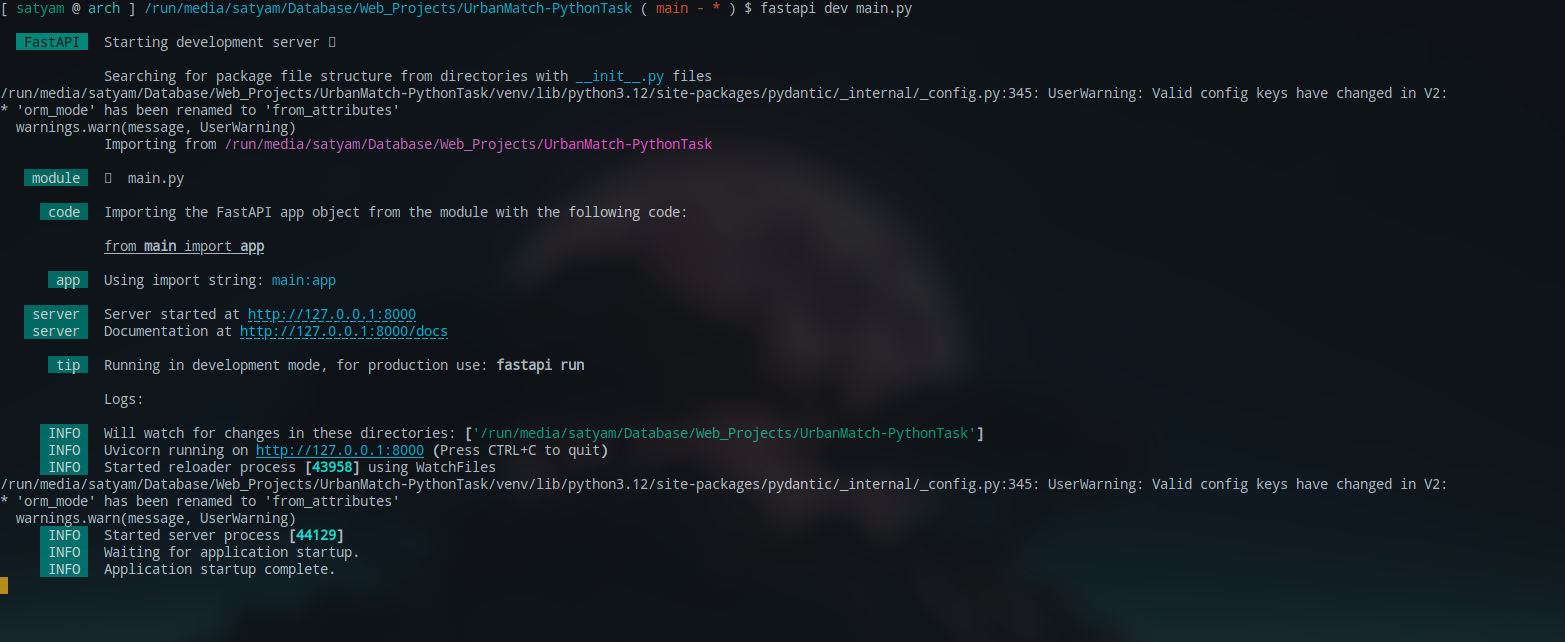 [ satyam @ arch ] /run/media/satyam/Database/Web_Projects/UrbanMatch-PythonTask ( main - * ) $ fastapi dev main.py
FastAPI Starting development server
Searching for package file structure from directories with __init__.py files
/run/media/satyam/Database/Web_Projects/UrbanMatch-PythonTask/venv/lib/python3.12/site-packages/pydantic/_internal/_config.py:345: UserWarning: Valid config keys have changed in V2:
* 'orm_mode' has been renamed to 'from_attributes'
warnings.warn(message, UserWarning)
Importing from /run/media/satyam/Database/Web_Projects/UrbanMatch-PythonTask
module main.py
code Importing the FastAPI app object from the module with the following code:
from main import app
app Using import string: main:app
server Server started at http://127.0.0.1:8000
server Documentation at http://127.0.0.1:8000/docs
tip Running in development mode, for production use: fastapi run
Logs:
INFO Will watch for changes in these directories: ['/run/media/satyam/Database/Web_Projects/UrbanMatch-PythonTask']
INFO Uvicorn running on http://127.0.0.1:8000 (Press CTRL+C to quit)
INFO Started reloader process [43958] using WatchFiles
/run/media/satyam/Database/Web_Projects/UrbanMatch-PythonTask/venv/lib/python3.12/site-packages/pydantic/_internal/_config.py:345: UserWarning: Valid config keys have changed in V2:
* 'orm_mode' has been renamed to 'from_attributes'
warnings.warn(message, UserWarning)
INFO Started server process [44129]
INFO Waiting for application startup.
INFO Application startup complete.